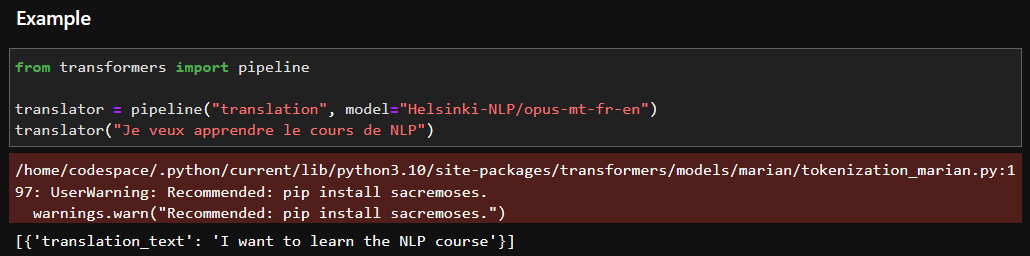 Example
from transformers import pipeline
translator = pipeline("translation", model="Helsinki-NLP/opus-mt-fr-en")
translator("Je veux apprendre le cours de NLP")
/home/codespace/.python/current/lib/python3.10/site-packages/transformers/models/marian/tokenization_marian.py:1
97: UserWarning: Recommended: pip install sacremoses.
  warnings.warn("Recommended: pip install sacremoses.")
[{'translation_text': 'I want to learn the NLP course'}]